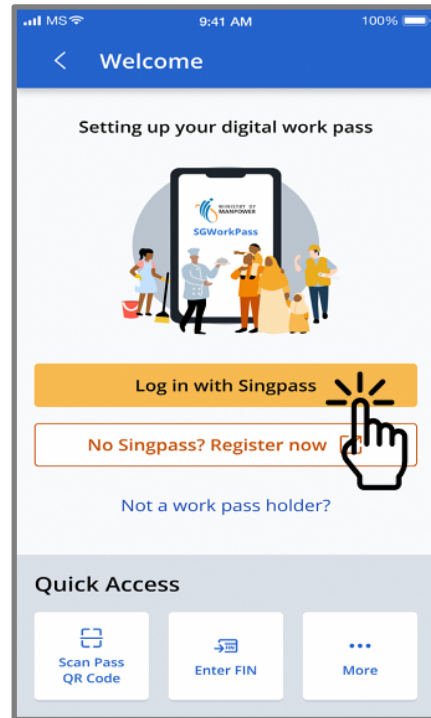 MS 9:41 AM 100%
Welcome
Setting up your digital work pass
MINISTRY OF
MANPOWER
SGWorkPass
Log in with Singpass
No Singpass? Register now
Not a work pass holder?
Quick Access
FIN
Scan Pass
QR Code
Enter FIN
More